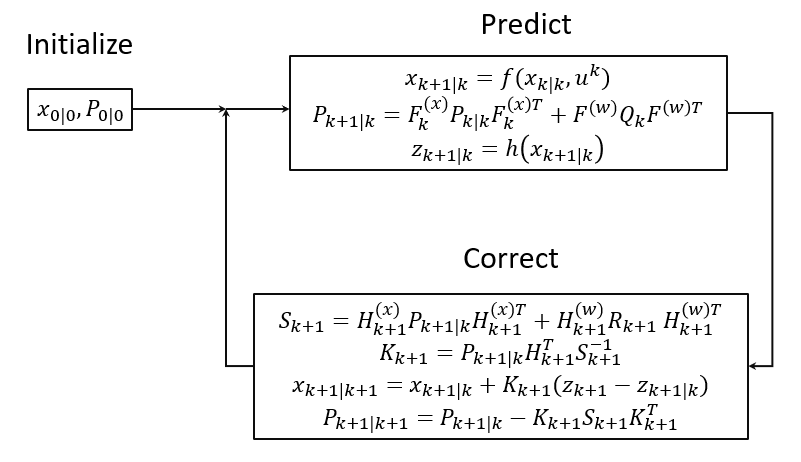 Initialize
x_{0|0}, P_{0|0}
Predict
x_{k+1|k} = f(x_{k|k}, u^k)
P_{k+1|k} = F_k^{(x)} P_{k|k} F_k^{(x)T} + F^{(w)} Q_k F^{(w)T}
z_{k+1|k} = h(x_{k+1|k})
Correct
S_{k+1} = H_{k+1}^{(x)} P_{k+1|k} H_{k+1}^{(x)T} + H_{k+1}^{(w)} R_{k+1} H_{k+1}^{(w)T}
K_{k+1} = P_{k+1|k} H_{k+1}^T S_{k+1}^{-1}
x_{k+1|k+1} = x_{k+1|k} + K_{k+1}(z_{k+1} − z_{k+1|k})
P_{k+1|k+1} = P_{k+1|k} − K_{k+1} S_{k+1} K_{k+1}^T